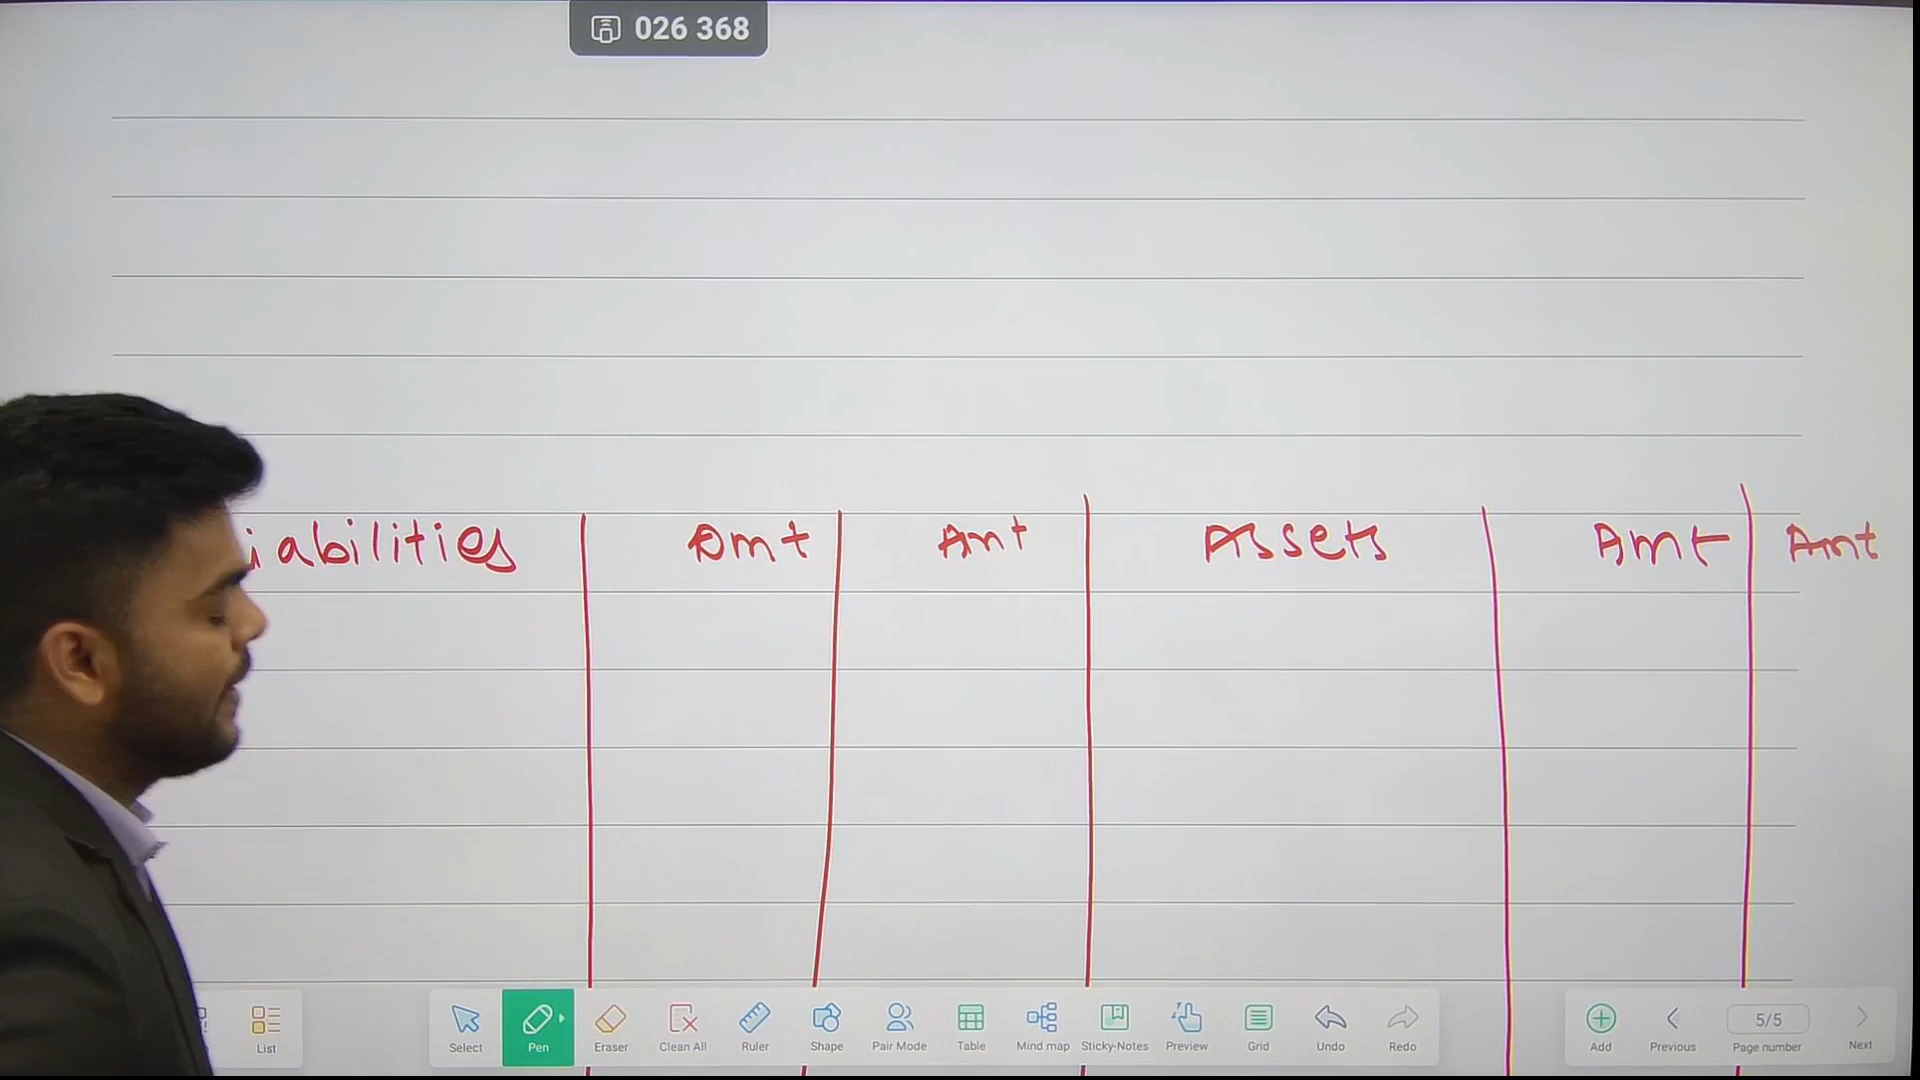 026 368
iabilities Amt Amt Assets Amt Amt
List Select Pen Eraser Clean All Ruler Shape Pair Mode Table Mind map Sticky-Notes Preview Grid Undo Redo Add Previous 5/5 Page number Next